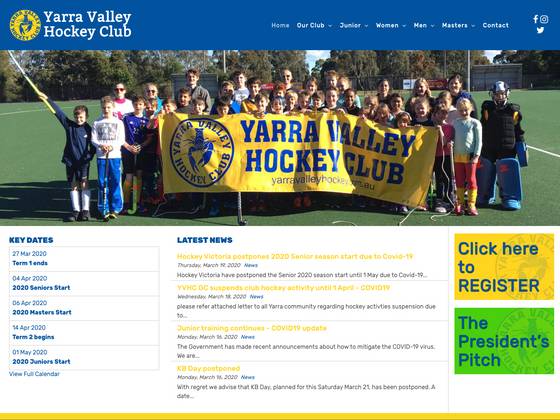 Yarra Valley
Hockey Club
Home Our Club Junior Women Men Masters Contact
YARRA VALLEY
HOCKEY CLUB
YARRA VALLEY
HOCKEY CLUB
yarravalleyhockey.com.au
KEY DATES
27 Mar 2020
Term 1 ends
04 Apr 2020
2020 Seniors Start
06 Apr 2020
2020 Masters Start
14 Apr 2020
Term 2 begins
01 May 2020
2020 Juniors Start
View Full Calendar
LATEST NEWS
Hockey Victoria postpones 2020 Senior season start due to Covid-19
Thursday, March 19, 2020 News
Hockey Victoria have postponed the Senior 2020 season start until 1 May due to Covid-19...
YVHC GC suspends club hockey activity until 1 April – COVID19
Wednesday, March 18, 2020 News
please refer attached letter to all Yarra community regarding hockey activties suspension due
to...
Junior training continues – COVID19 update
Monday, March 16, 2020 News
The Government has made recent announcements about how to mitigate the COVID-19 virus.
We are...
KB Day postponed
Monday, March 16, 2020 News
With regret we advise that KB Day, planned for this Saturday March 21, has been postponed. A
date...
Click here
to
REGISTER
The
President's
Pitch